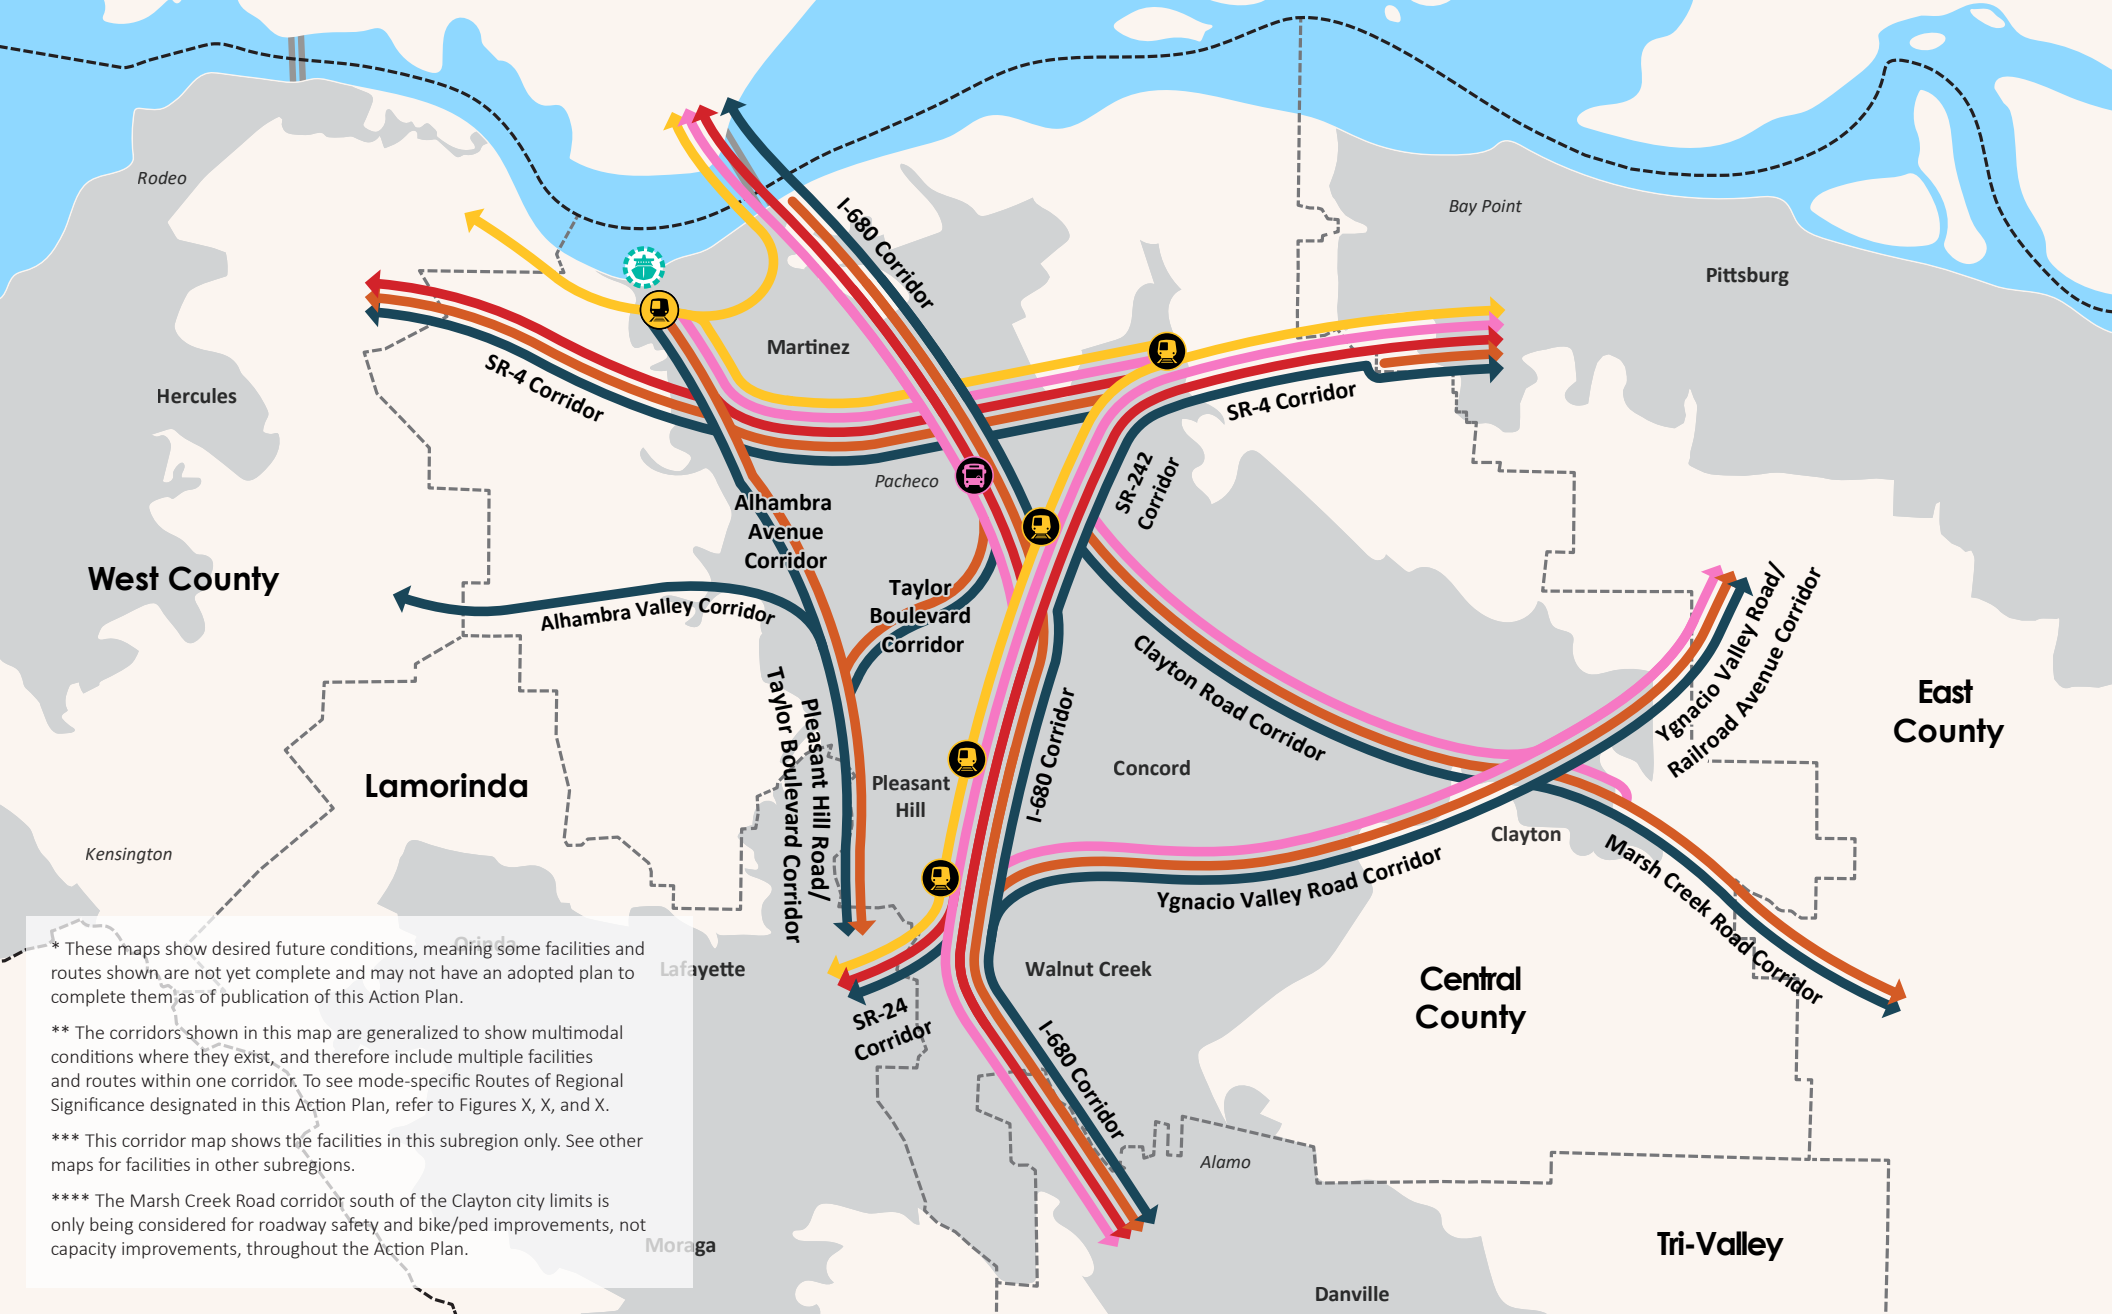 Rodeo
I-680 Corridor
Bay Point
Pittsburg
Martinez
SR-4 Corridor
Hercules
SR-4 Corridor
Pacheco
SR-242
Corridor
Alhambra
Avenue
Corridor
West County
Taylor
Boulevard
Corridor
Alhambra Valley Corridor
Clayton Road Corridor
Ygnacio Valley Road/
Railroad Avenue Corridor
East
County
Pleasant Hill Road/
Taylor Boulevard Corridor
I-680 Corridor
Concord
Lamorinda
Pleasant
Hill
Clayton
Kensington
Ygnacio Valley Road Corridor
Marsh Creek Road Corridor
Orinda
Lafayette
Walnut Creek
Central
County
SR-24
Corridor
I-680 Corridor
* These maps show desired future conditions, meaning some facilities and
routes shown are not yet complete and may not have an adopted plan to
complete them as of publication of this Action Plan.
** The corridors shown in this map are generalized to show multimodal
conditions where they exist, and therefore include multiple facilities
and routes within one corridor. To see mode-specific Routes of Regional
Significance designated in this Action Plan, refer to Figures X, X, and X.
*** This corridor map shows the facilities in this subregion only. See other
maps for facilities in other subregions.
**** The Marsh Creek Road corridor south of the Clayton city limits is
only being considered for roadway safety and bike/ped improvements, not
capacity improvements, throughout the Action Plan.
Alamo
Moraga
Tri-Valley
Danville